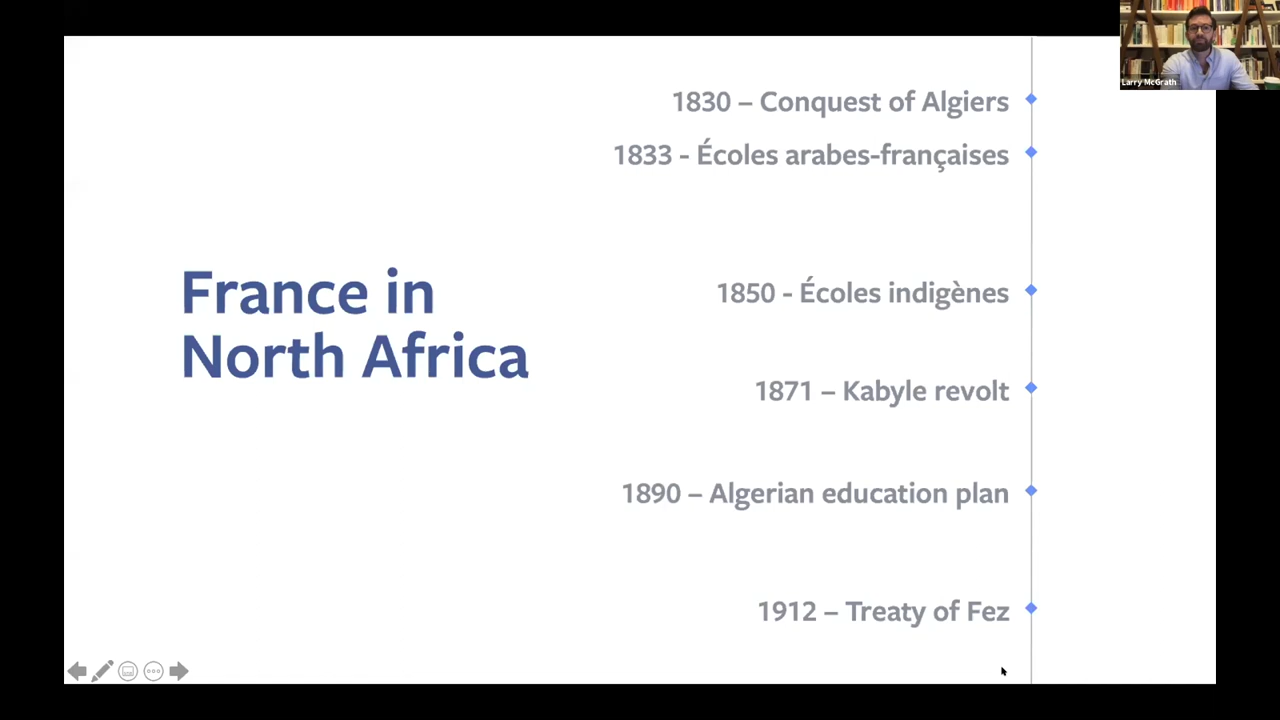 Larry McGrath
France in
North Africa
1830 – Conquest of Algiers
1833 - Écoles arabes-françaises
1850 - Écoles indigènes
1871 – Kabyle revolt
1890 – Algerian education plan
1912 – Treaty of Fez